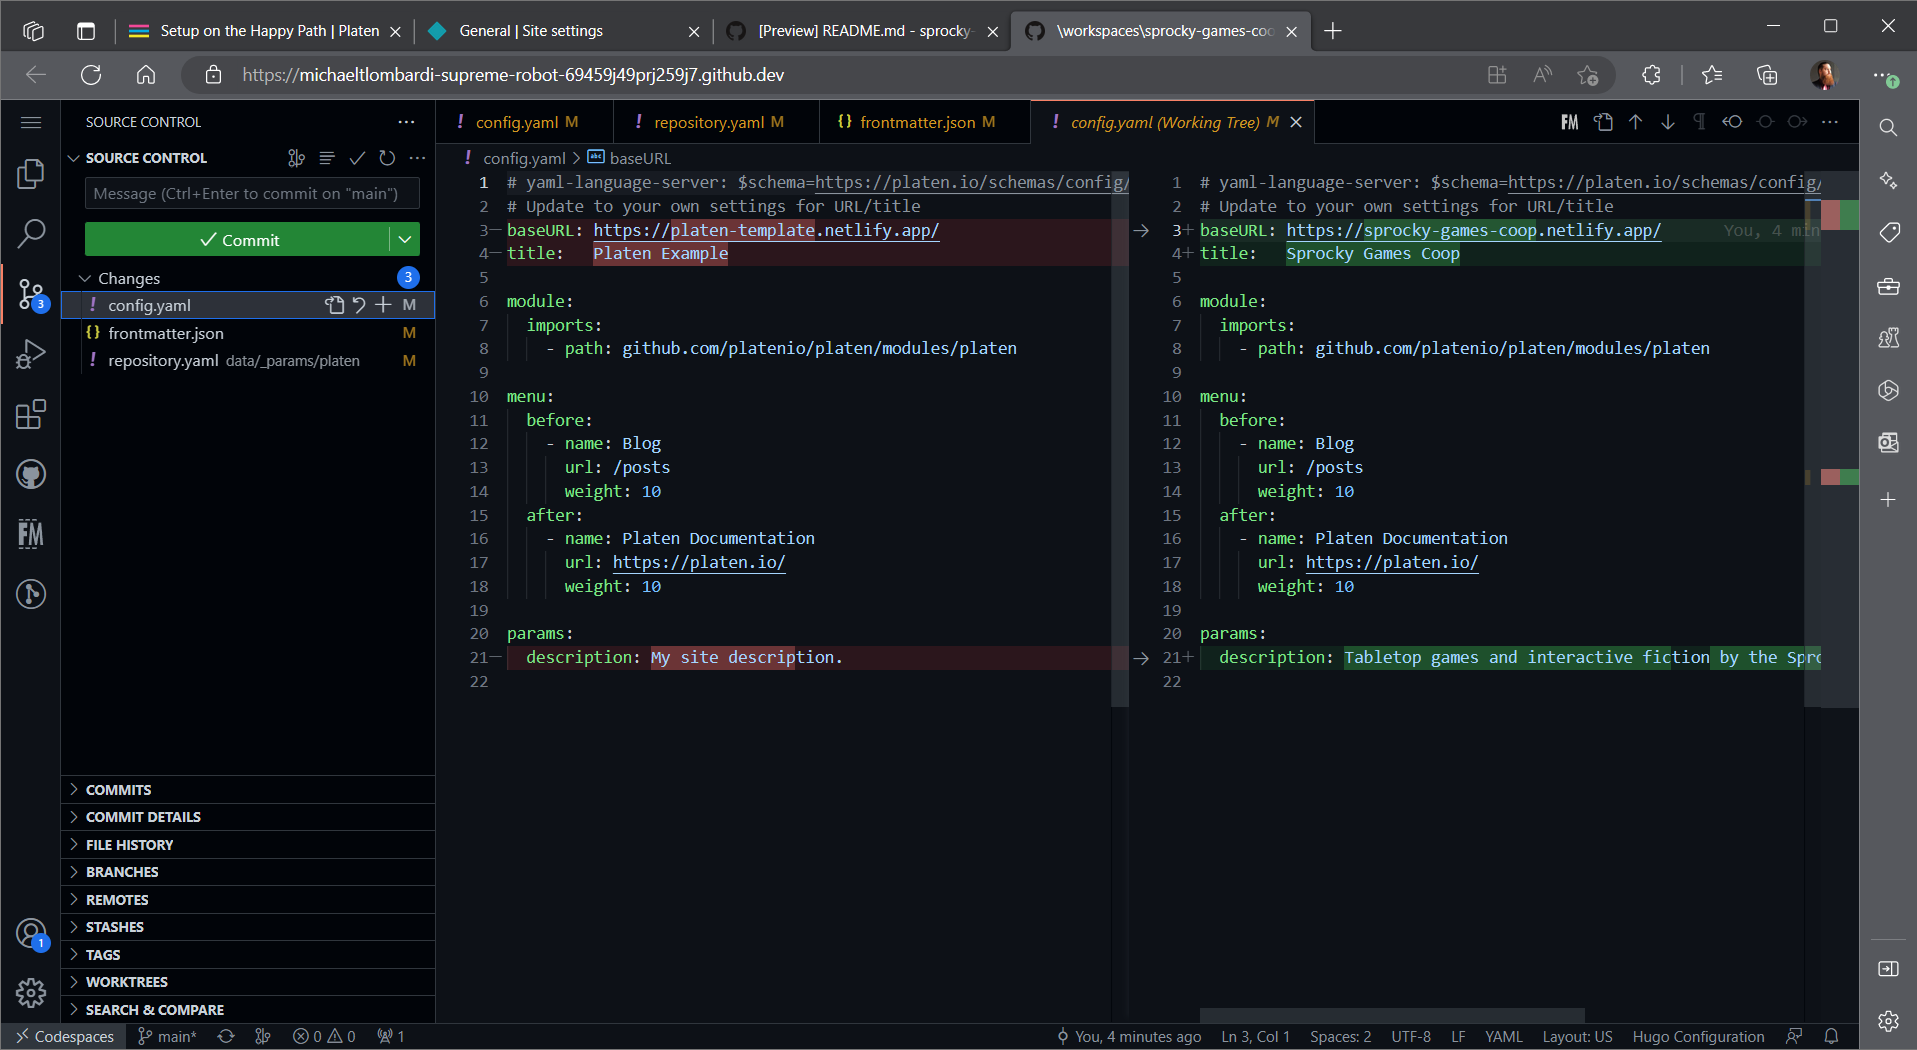 Setup on the Happy Path | Platen
General | Site settings
[Preview] README.md - sprocky-
\workspaces\sprocky-games-coo
https://michaeltlombardi-supreme-robot-69459j49prj259j7.github.dev
SOURCE CONTROL
SOURCE CONTROL
Message (Ctrl+Enter to commit on "main")
Commit
Changes
3
config.yaml M
frontmatter.json M
repository.yaml data/_params/platen M
3
FM
1
COMMITS
COMMIT DETAILS
FILE HISTORY
BRANCHES
REMOTES
STASHES
TAGS
WORKTREES
SEARCH & COMPARE
! config.yaml M
! repository.yaml M
{} frontmatter.json M
! config.yaml (Working Tree) M
FM
! config.yaml > abc baseURL
1 # yaml-language-server: $schema=https://platen.io/schemas/config/
2 # Update to your own settings for URL/title
3— baseURL: https://platen-template.netlify.app/
4— title: Platen Example
5
6 module:
7 imports:
8 - path: github.com/platenio/platen/modules/platen
9
10 menu:
11 before:
12 - name: Blog
13 url: /posts
14 weight: 10
15 after:
16 - name: Platen Documentation
17 url: https://platen.io/
18 weight: 10
19
20 params:
21— description: My site description.
22
1 # yaml-language-server: $schema=https://platen.io/schemas/config/
2 # Update to your own settings for URL/title
3+ baseURL: https://sprocky-games-coop.netlify.app/ You, 4 min
4+ title: Sprocky Games Coop
5
6 module:
7 imports:
8 - path: github.com/platenio/platen/modules/platen
9
10 menu:
11 before:
12 - name: Blog
13 url: /posts
14 weight: 10
15 after:
16 - name: Platen Documentation
17 url: https://platen.io/
18 weight: 10
19
20 params:
21+ description: Tabletop games and interactive fiction by the Spro
22
Codespaces main* 0 0 1 You, 4 minutes ago Ln 3, Col 1 Spaces: 2 UTF-8 LF YAML Layout: US Hugo Configuration